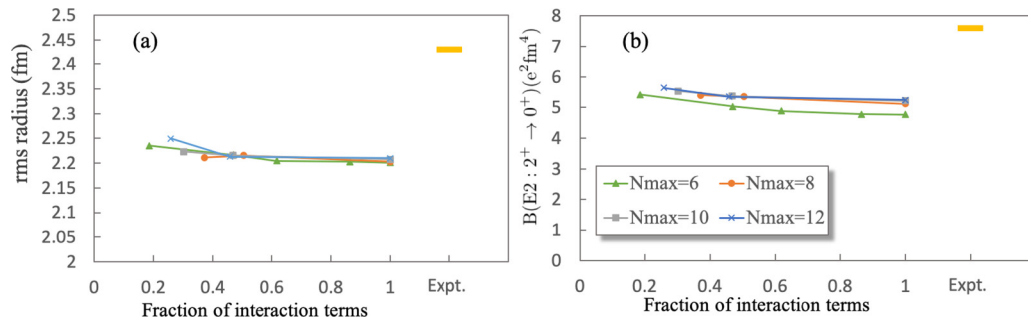 (a)
rms radius (fm)
2.5
2.45
2.4
2.35
2.3
2.25
2.2
2.15
2.1
2.05
2
0 0.2 0.4 0.6 0.8 1 Expt.
Fraction of interaction terms
(b)
B(E2 : 2⁺ → 0⁺)(e²fm⁴)
8
7
6
5
4
3
2
1
0
Nmax=6 Nmax=8
Nmax=10 Nmax=12
0 0.2 0.4 0.6 0.8 1 Expt.
Fraction of interaction terms